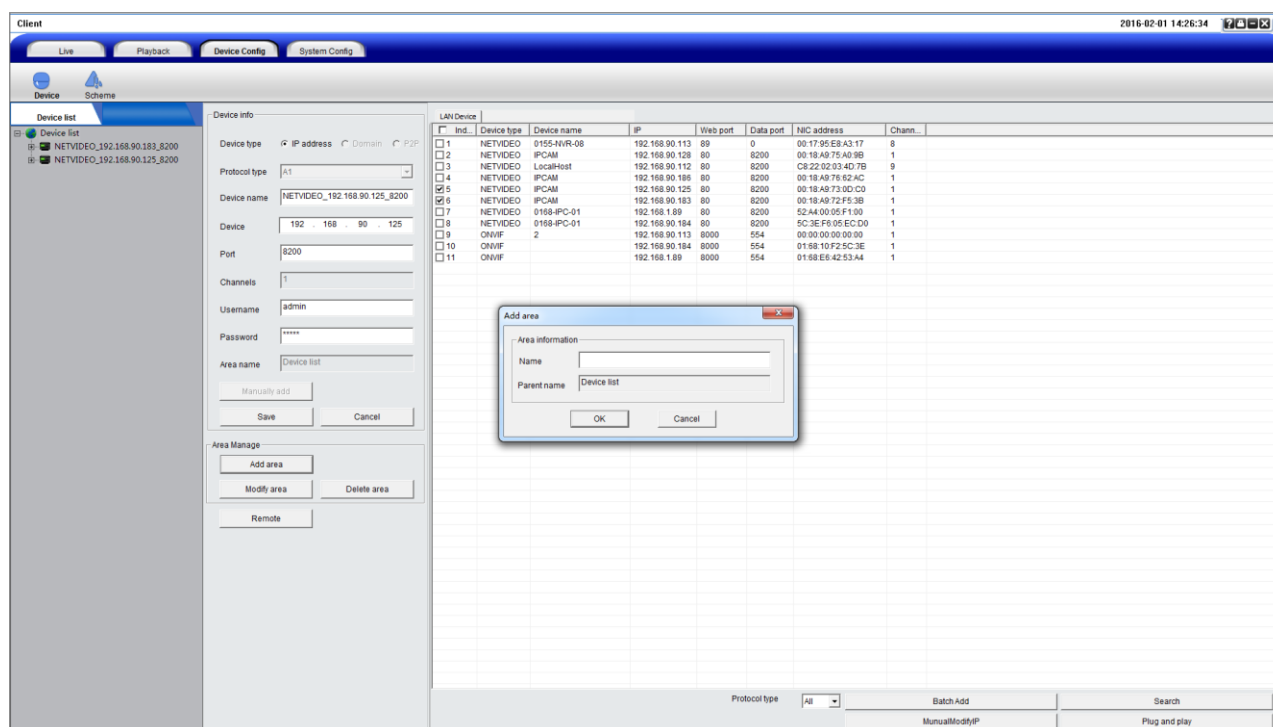 Client 2016-02-01 14:26:34
Live Playback Device Config System Config
Device Scheme
Device list
Device list
NETVIDEO_192.168.90.183_8200
NETVIDEO_192.168.90.125_8200
Device info
Device type IP address Domain P2P
Protocol type A1
Device name NETVIDEO_192.168.90.125_8200
Device 192 . 168 . 90 . 125
Port 8200
Channels 1
Username admin
Password *****
Area name Device list
Manually add
Save Cancel
Area Manage
Add area
Modify area Delete area
Remote
LAN Device
Ind... Device type Device name IP Web port Data port NIC address Chann...
1 NETVIDEO 0155-NVR-08 192.168.90.113 89 0 00:17:95:E8:A3:17 8
2 NETVIDEO IPCAM 192.168.90.128 80 8200 00:18:A9:75:A0:9B 1
3 NETVIDEO LocalHost 192.168.90.112 80 8200 C8:22:02:03:4D:7B 9
4 NETVIDEO IPCAM 192.168.90.186 80 8200 00:18:A9:76:62:AC 1
5 NETVIDEO IPCAM 192.168.90.125 80 8200 00:18:A9:73:0D:C0 1
6 NETVIDEO IPCAM 192.168.90.183 80 8200 00:18:A9:72:F5:3B 1
7 NETVIDEO 0168-IPC-01 192.168.1.89 80 8200 52:A4:00:05:F1:00 1
8 NETVIDEO 0168-IPC-01 192.168.90.184 80 8200 5C:3E:F6:05:EC:D0 1
9 ONVIF 2 192.168.90.113 8000 554 00:00:00:00:00:00 1
10 ONVIF 192.168.90.184 8000 554 01:68:10:F2:5C:3E 1
11 ONVIF 192.168.1.89 8000 554 01:68:E6:42:53:A4 1
Add area
Area information
Name
Parent name Device list
OK Cancel
Protocol type All Batch Add Search
MunualModifyIP Plug and play